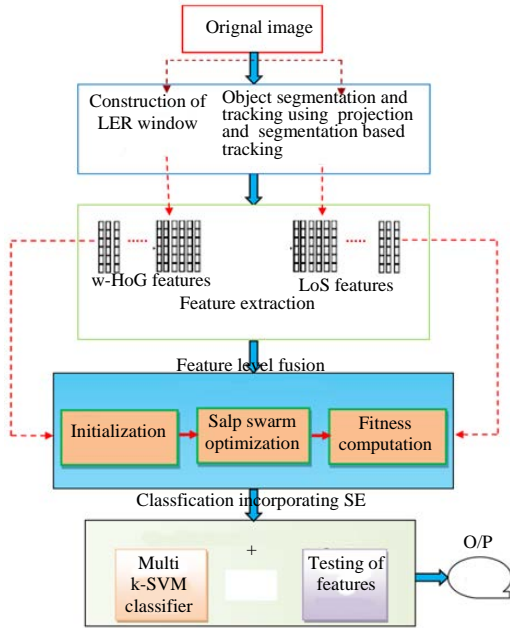 Orignal image
Construction of
LER window
Object segmentation and
tracking using projection
and segmentation based
tracking
w-HoG features
LoS features
Feature extraction
Feature level fusion
Initialization
Salp swarm
optimization
Fitness
computation
Classfication incorporating SE
Multi
k-SVM
classifier
+
Testing of
features
O/P